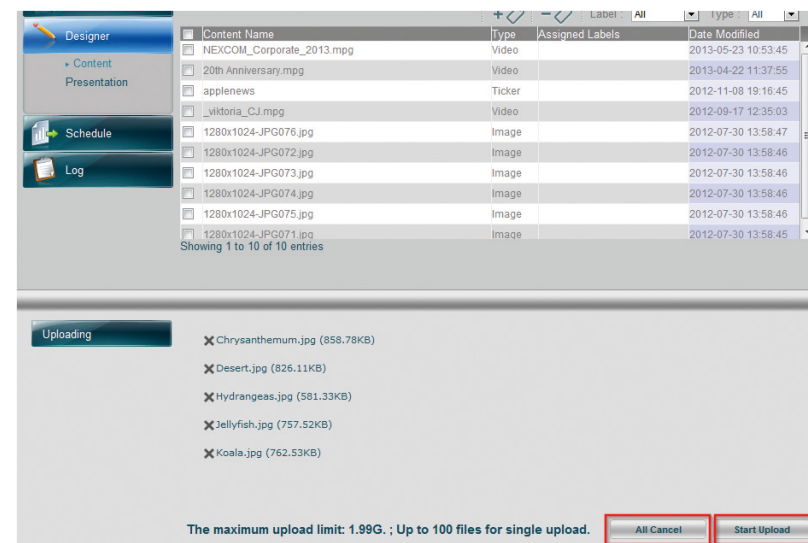 Label : All Type : All
Designer
Content
Presentation
Schedule
Log
Content Name Type Assigned Labels Date Modifiled
NEXCOM_Corporate_2013.mpg Video 2013-05-23 10:53:45
20th Anniversary.mpg Video 2013-04-22 11:37:55
applenews Ticker 2012-11-08 19:16:45
_viktoria_CJ.mpg Video 2012-09-17 12:35:03
1280x1024-JPG076.jpg Image 2012-07-30 13:58:47
1280x1024-JPG072.jpg Image 2012-07-30 13:58:46
1280x1024-JPG073.jpg Image 2012-07-30 13:58:46
1280x1024-JPG074.jpg Image 2012-07-30 13:58:46
1280x1024-JPG075.jpg Image 2012-07-30 13:58:46
1280x1024-JPG071.jpg Image 2012-07-30 13:58:45
Showing 1 to 10 of 10 entries
Uploading
Chrysanthemum.jpg (858.78KB)
Desert.jpg (826.11KB)
Hydrangeas.jpg (581.33KB)
Jellyfish.jpg (757.52KB)
Koala.jpg (762.53KB)
The maximum upload limit: 1.99G. ; Up to 100 files for single upload. All Cancel Start Upload